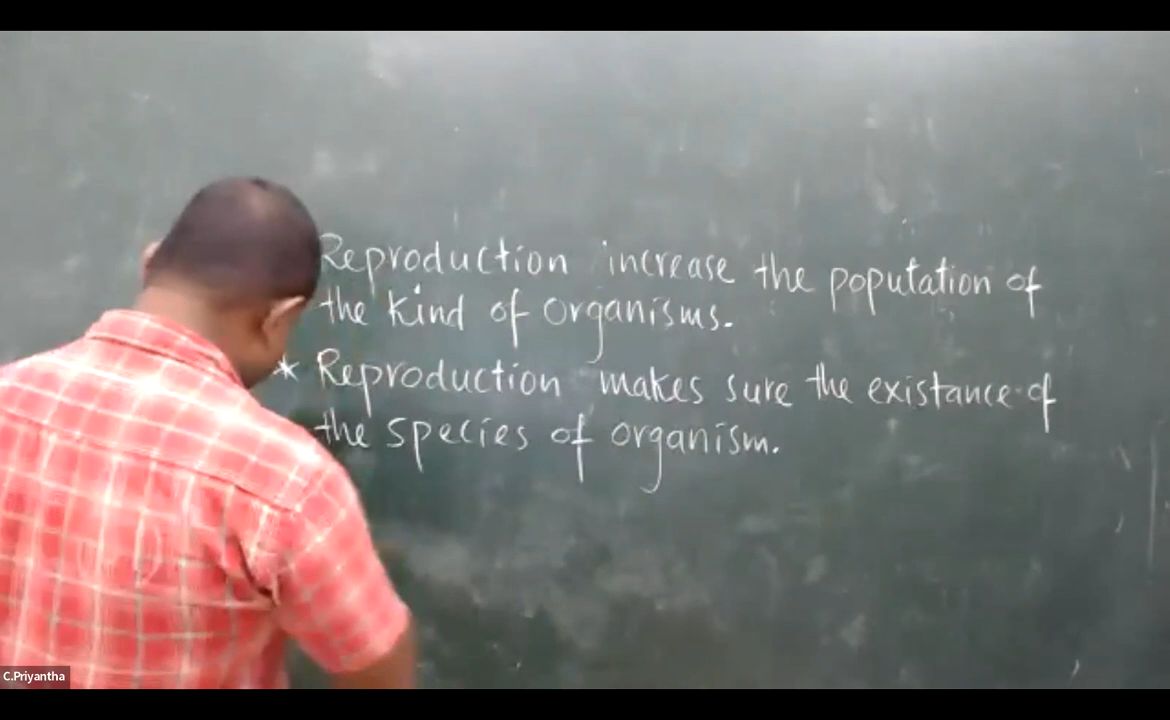 Reproduction increase the population of
the kind of organisms.
* Reproduction makes sure the existance of
the species of organism.
C.Priyantha